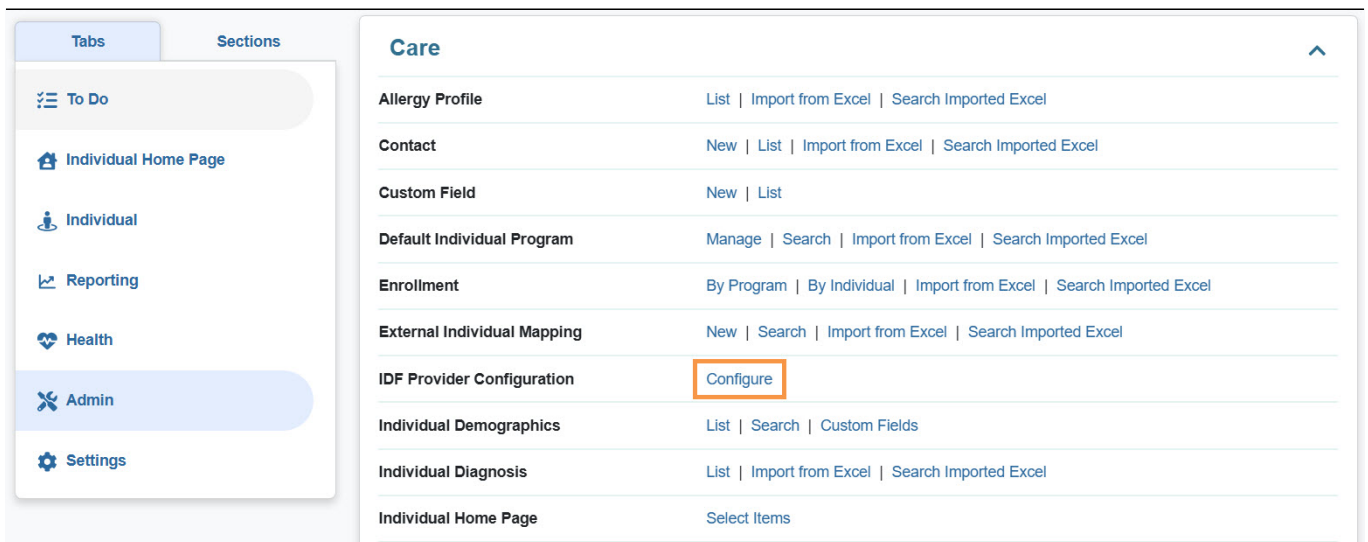 Tabs Sections
To Do
Individual Home Page
Individual
Reporting
Health
Admin
Settings
Care
Allergy Profile List | Import from Excel | Search Imported Excel
Contact New | List | Import from Excel | Search Imported Excel
Custom Field New | List
Default Individual Program Manage | Search | Import from Excel | Search Imported Excel
Enrollment By Program | By Individual | Import from Excel | Search Imported Excel
External Individual Mapping New | Search | Import from Excel | Search Imported Excel
IDF Provider Configuration Configure
Individual Demographics List | Search | Custom Fields
Individual Diagnosis List | Import from Excel | Search Imported Excel
Individual Home Page Select Items